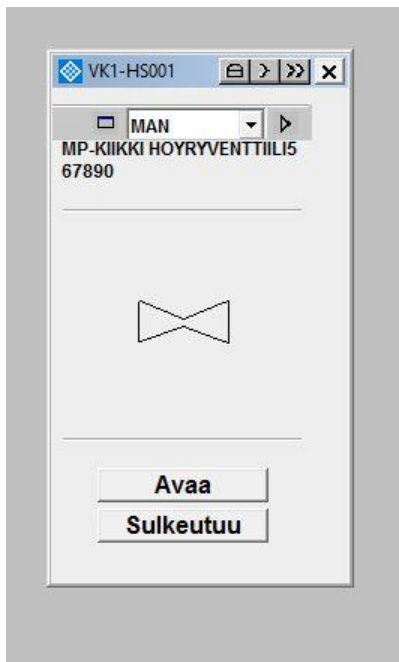 VK1-HS001
MAN
MP-KIIKKI HOYRYVENTTIILI5
67890
Avaa
Sulkeutuu